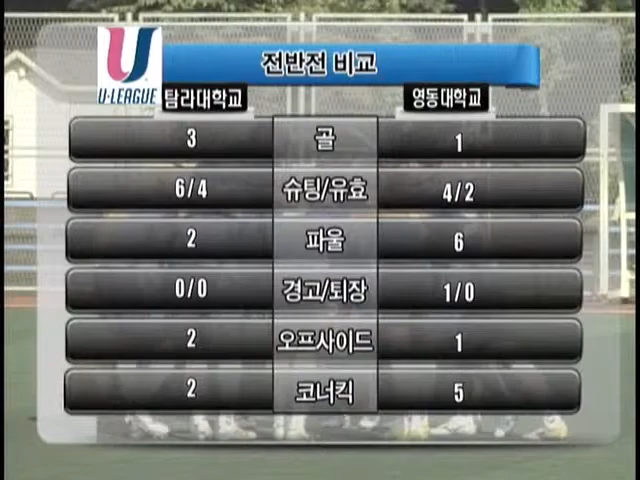 전반전 비교
U·LEAGUE 탐라대학교 영동대학교
3 골 1
6/4 슈팅/유효 4/2
2 파울 6
0/0 경고/퇴장 1/0
2 오프사이드 1
2 코너킥 5